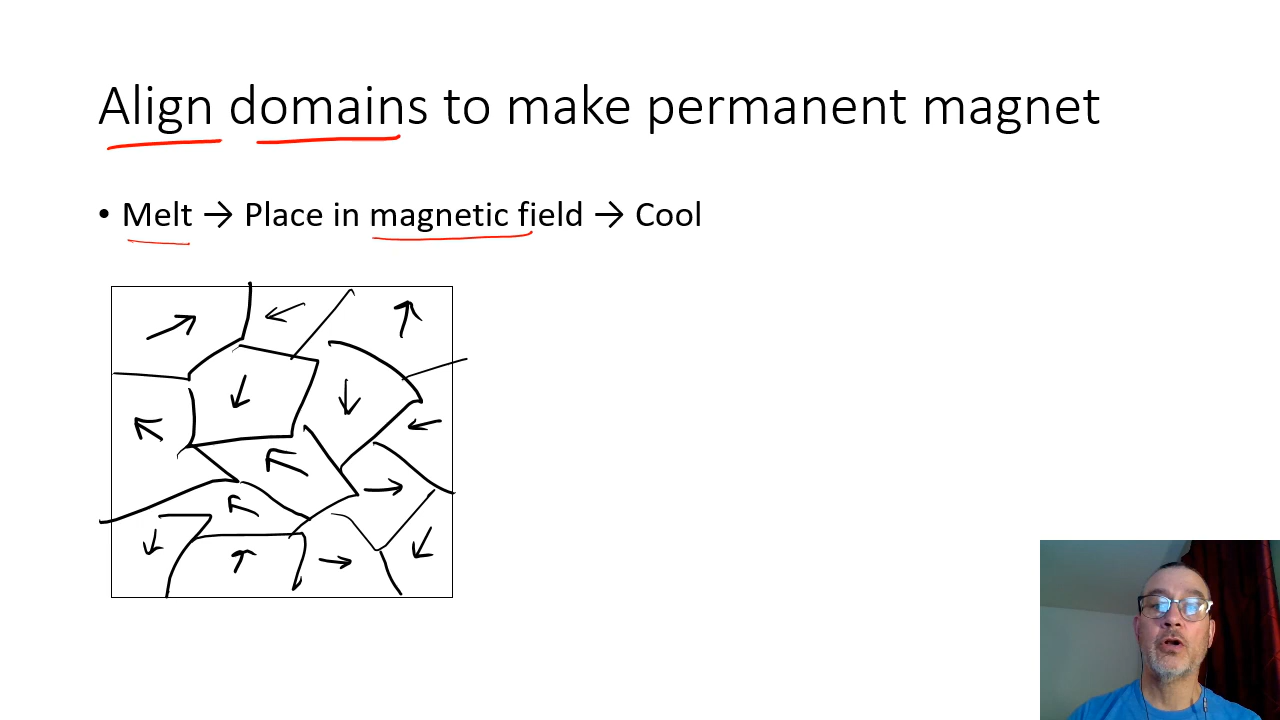 Align domains to make permanent magnet
• Melt → Place in magnetic field → Cool